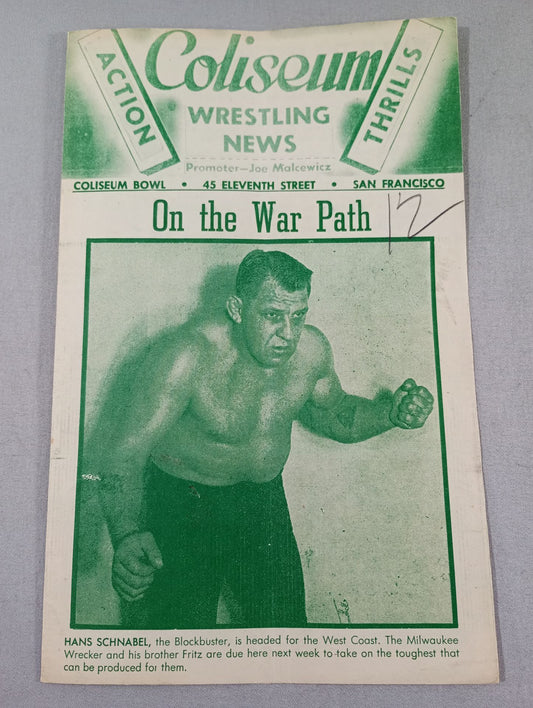 ACTION
Coliseum
THRILLS
WRESTLING
NEWS
Promoter—Joe Malcewicz
COLISEUM BOWL • 45 ELEVENTH STREET • SAN FRANCISCO
On the War Path
12
HANS SCHNABEL, the Blockbuster, is headed for the West Coast. The Milwaukee
Wrecker and his brother Fritz are due here next week to take on the toughest that
can be produced for them.